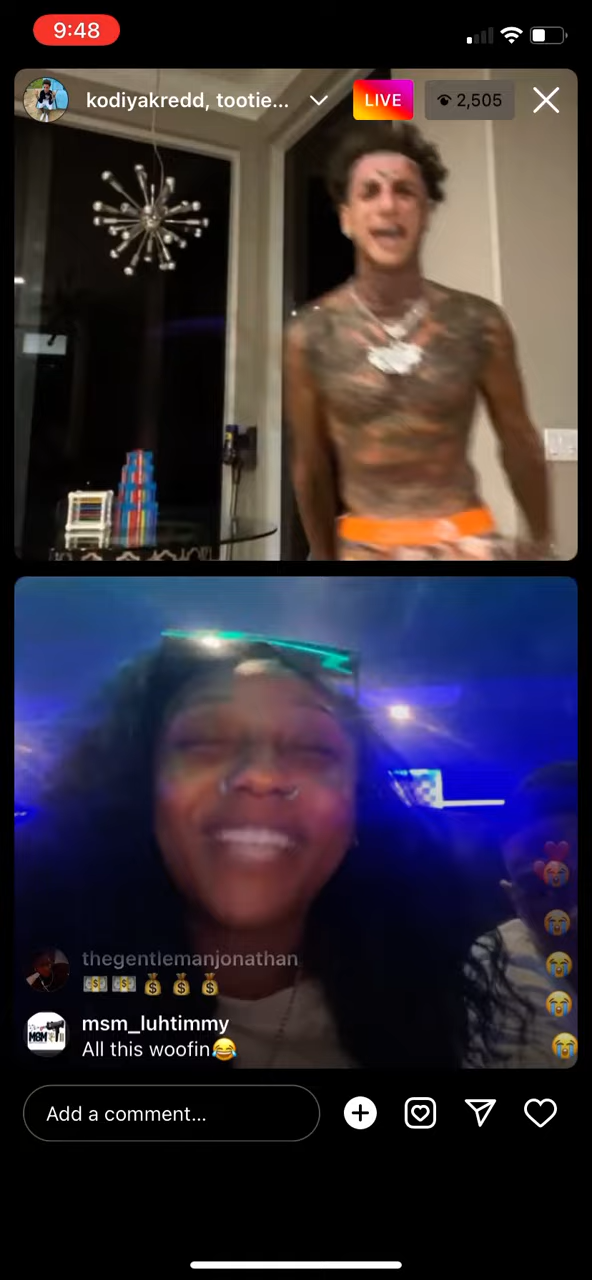 9:48
kodiyakredd, tootie...
LIVE
2,505
thegentlemanjonathan
💵💵💰💰💰
msm_luhtimmy
All this woofin😂
Add a comment...